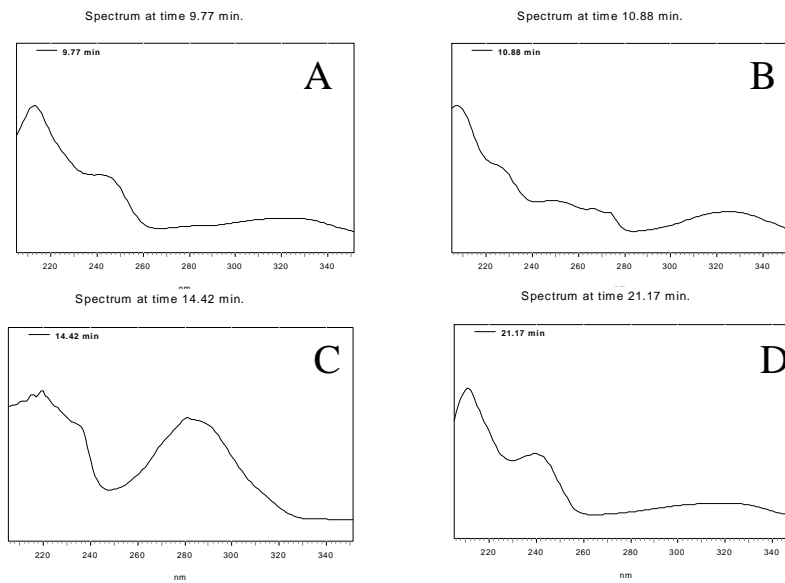 Spectrum at time 9.77 min.
9.77 min
A
220 240 260 280 300 320 340
Spectrum at time 10.88 min.
10.88 min
B
220 240 260 280 300 320 340
Spectrum at time 14.42 min.
14.42 min
C
220 240 260 280 300 320 340
nm
Spectrum at time 21.17 min.
21.17 min
D
220 240 260 280 300 320 340
nm